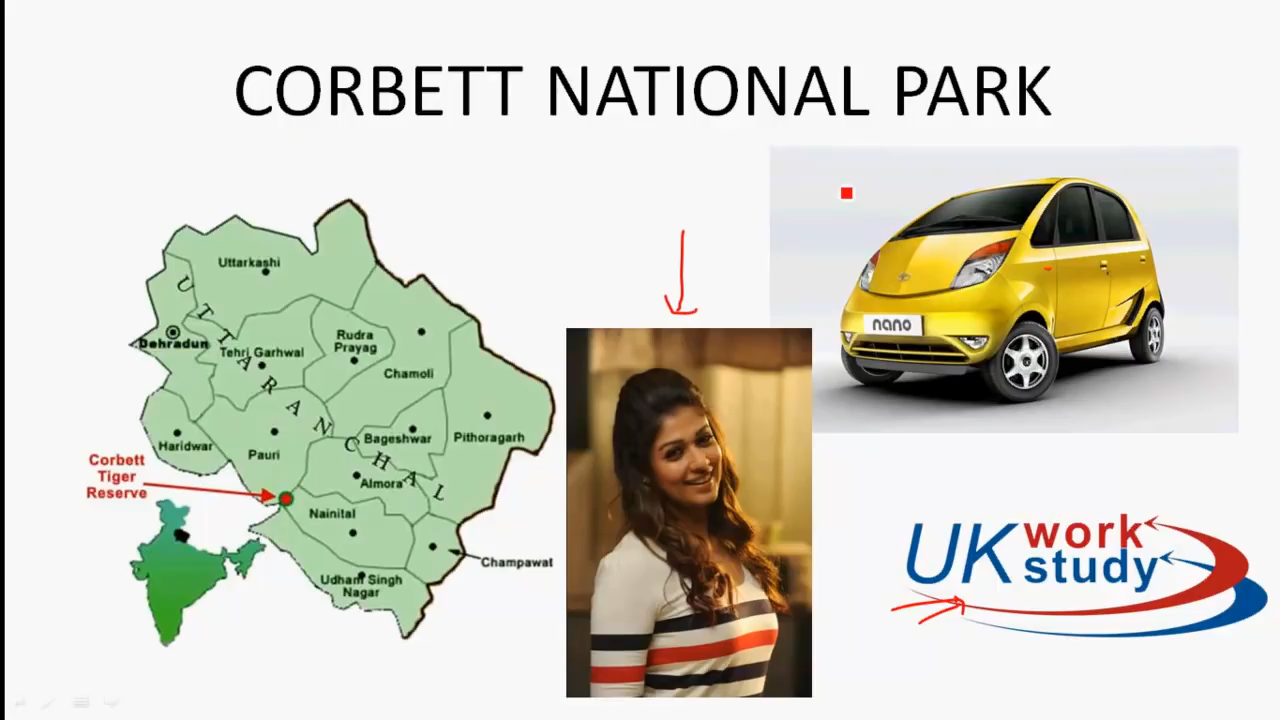 CORBETT NATIONAL PARK
Uttarkashi
UTTARANCHAL
Dehradun
Tehri Garhwal
Rudra
Prayag
Chamoli
Haridwar
Pauri
Bageshwar
Pithoragarh
Corbett
Tiger
Reserve
Almora
Nainital
Champawat
Udham Singh
Nagar
nano
UK work
study